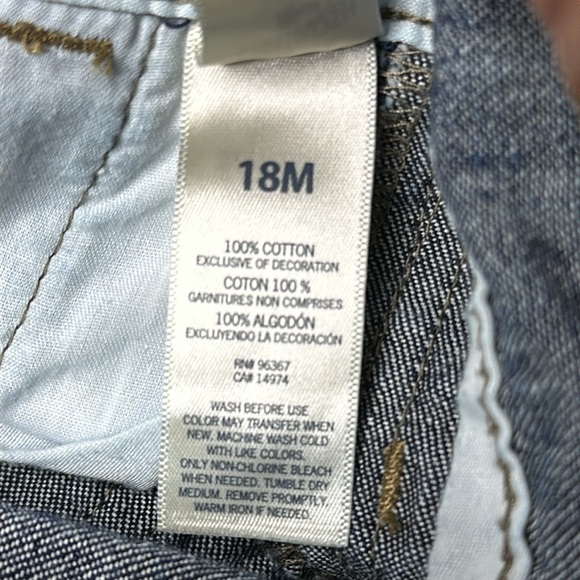 18M
100% COTTON
EXCLUSIVE OF DECORATION
COTON 100 %
GARNITURES NON COMPRISES
100% ALGODÓN
EXCLUYENDO LA DECORACIÓN
RN# 96367
CA# 14974
WASH BEFORE USE
COLOR MAY TRANSFER WHEN
NEW. MACHINE WASH COLD
WITH LIKE COLORS.
ONLY NON-CHLORINE BLEACH
WHEN NEEDED. TUMBLE DRY
MEDIUM. REMOVE PROMPTLY.
WARM IRON IF NEEDED.